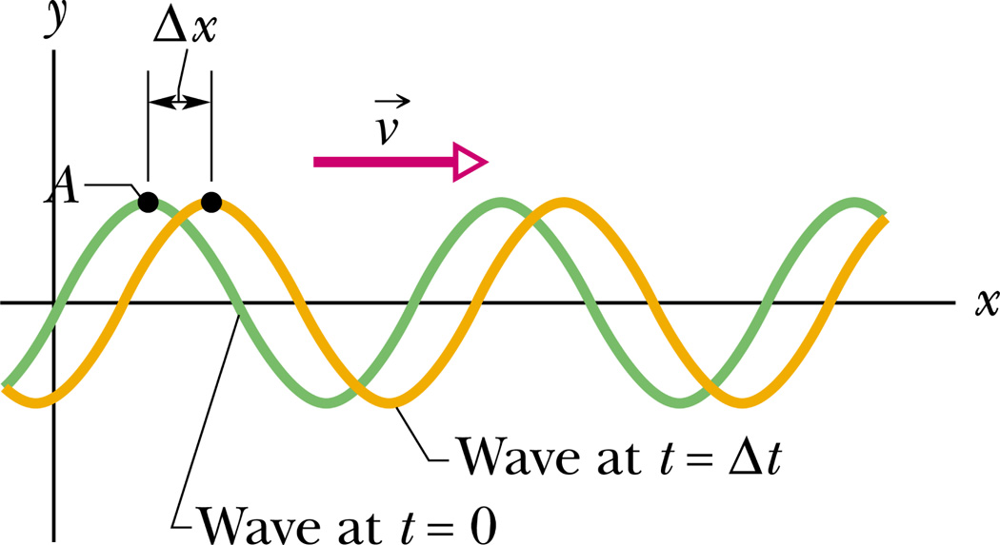 y
Δx
v⃗
A
x
Wave at t = Δt
Wave at t = 0